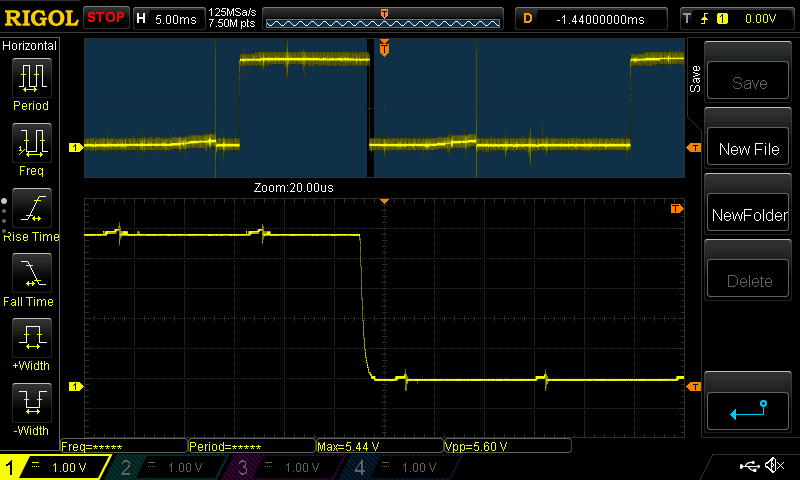 RIGOL STOP H 5.00ms 125MSa/s 7.50M pts D -1.44000000ms T 1 0.00V
Horizontal
Period
Freq
Rise Time
Fall Time
+Width
-Width
T
1
T
Zoom:20.00us
T
1
T
Save
Save
New File
NewFolder
Delete
Freq=***** Period=***** Max=5.44 V Vpp=5.60 V
1 1.00 V 2 1.00 V 3 1.00 V 4 1.00 V